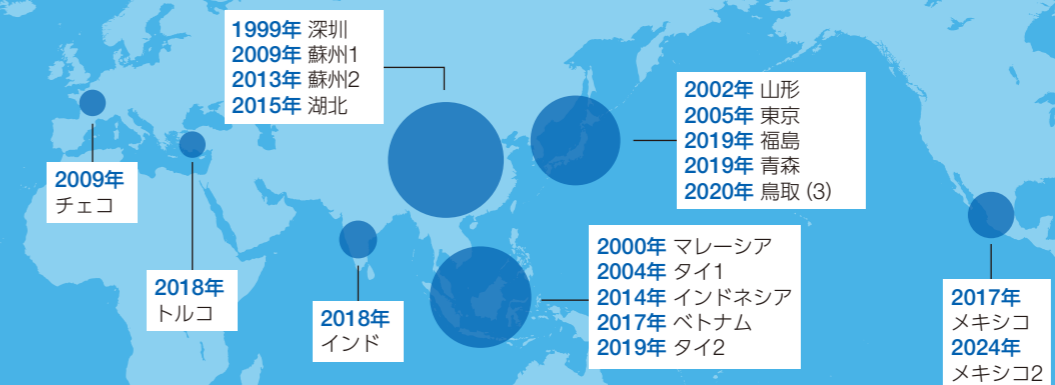 1999年 深圳
2009年 蘇州1
2013年 蘇州2
2015年 湖北
2002年 山形
2005年 東京
2019年 福島
2019年 青森
2020年 鳥取 (3)
2009年
チェコ
2018年
トルコ
2018年
インド
2000年 マレーシア
2004年 タイ1
2014年 インドネシア
2017年 ベトナム
2019年 タイ2
2017年
メキシコ
2024年
メキシコ2